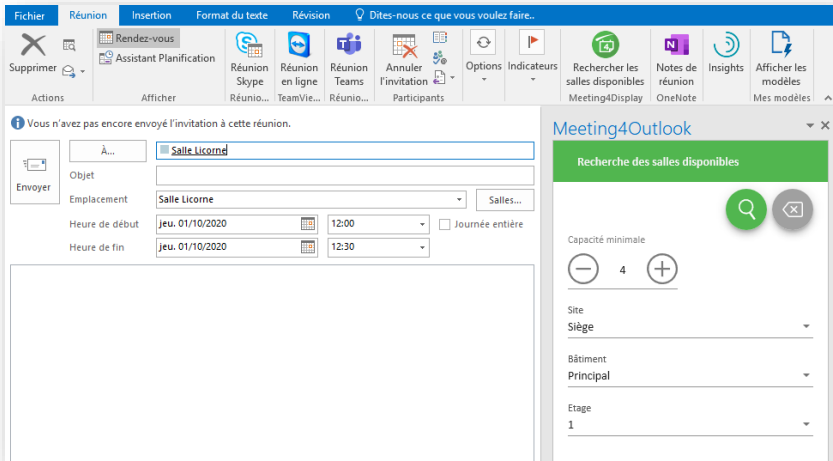 Fichier Réunion Insertion Format du texte Révision Dites-nous ce que vous voulez faire..
Supprimer
Actions
Rendez-vous
Assistant Planification
Afficher
Réunion Skype
Réunio...
Réunion en ligne
TeamVie...
Réunion Teams
Réunio...
Annuler l'invitation
Participants
Options
Indicateurs
Rechercher les salles disponibles
Meeting4Display
Notes de réunion
OneNote
Insights
Afficher les modèles
Mes modèles
Vous n'avez pas encore envoyé l'invitation à cette réunion.
Envoyer
À... Salle Licorne
Objet
Emplacement Salle Licorne Salles...
Heure de début jeu. 01/10/2020 12:00 Journée entière
Heure de fin jeu. 01/10/2020 12:30
Meeting4Outlook
Recherche des salles disponibles
Capacité minimale
4
Site
Siège
Bâtiment
Principal
Etage
1